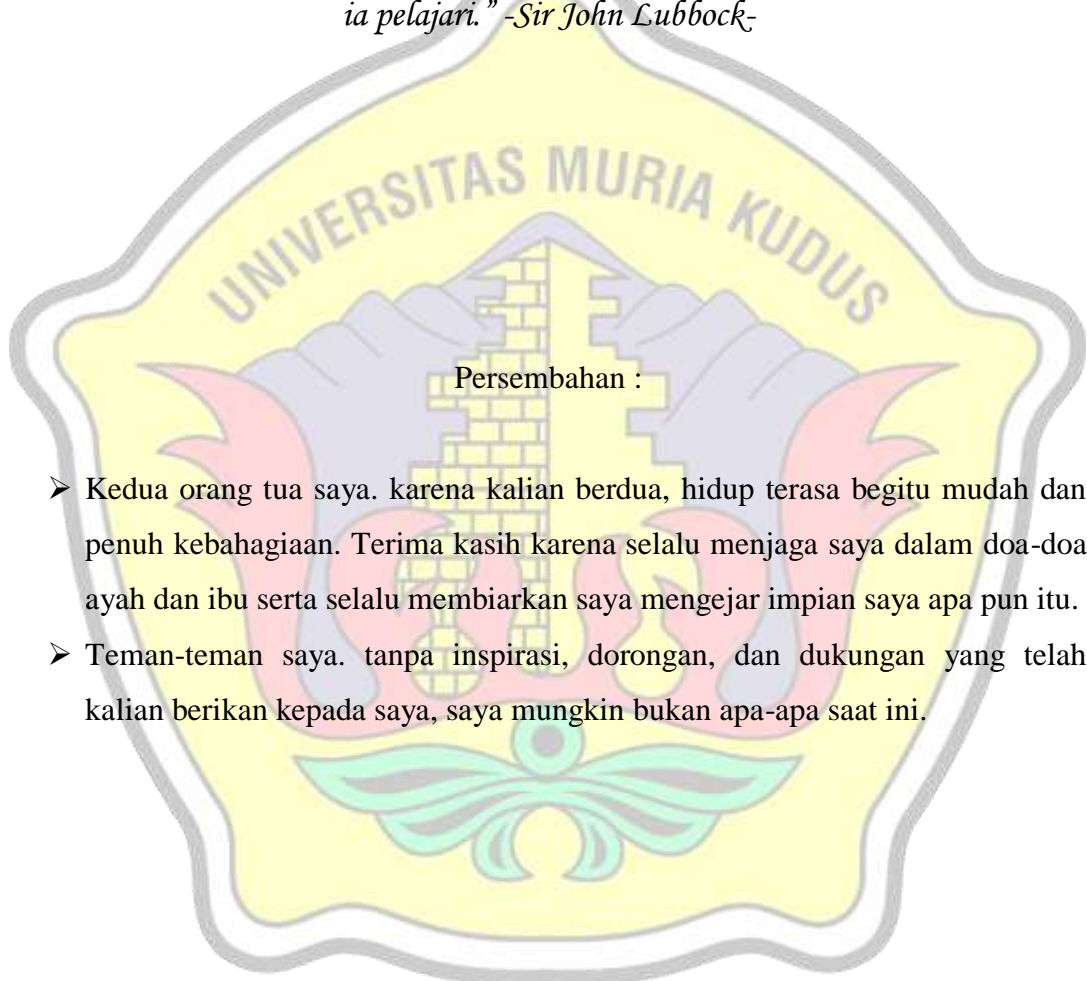 ia pelajari.” -Sir John Lubbock-
UNIVERSITAS MURIA KUDUS
Persembahan :
➢ Kedua orang tua saya. karena kalian berdua, hidup terasa begitu mudah dan
penuh kebahagiaan. Terima kasih karena selalu menjaga saya dalam doa-doa
ayah dan ibu serta selalu membiarkan saya mengejar impian saya apa pun itu.
➢ Teman-teman saya. tanpa inspirasi, dorongan, dan dukungan yang telah
kalian berikan kepada saya, saya mungkin bukan apa-apa saat ini.